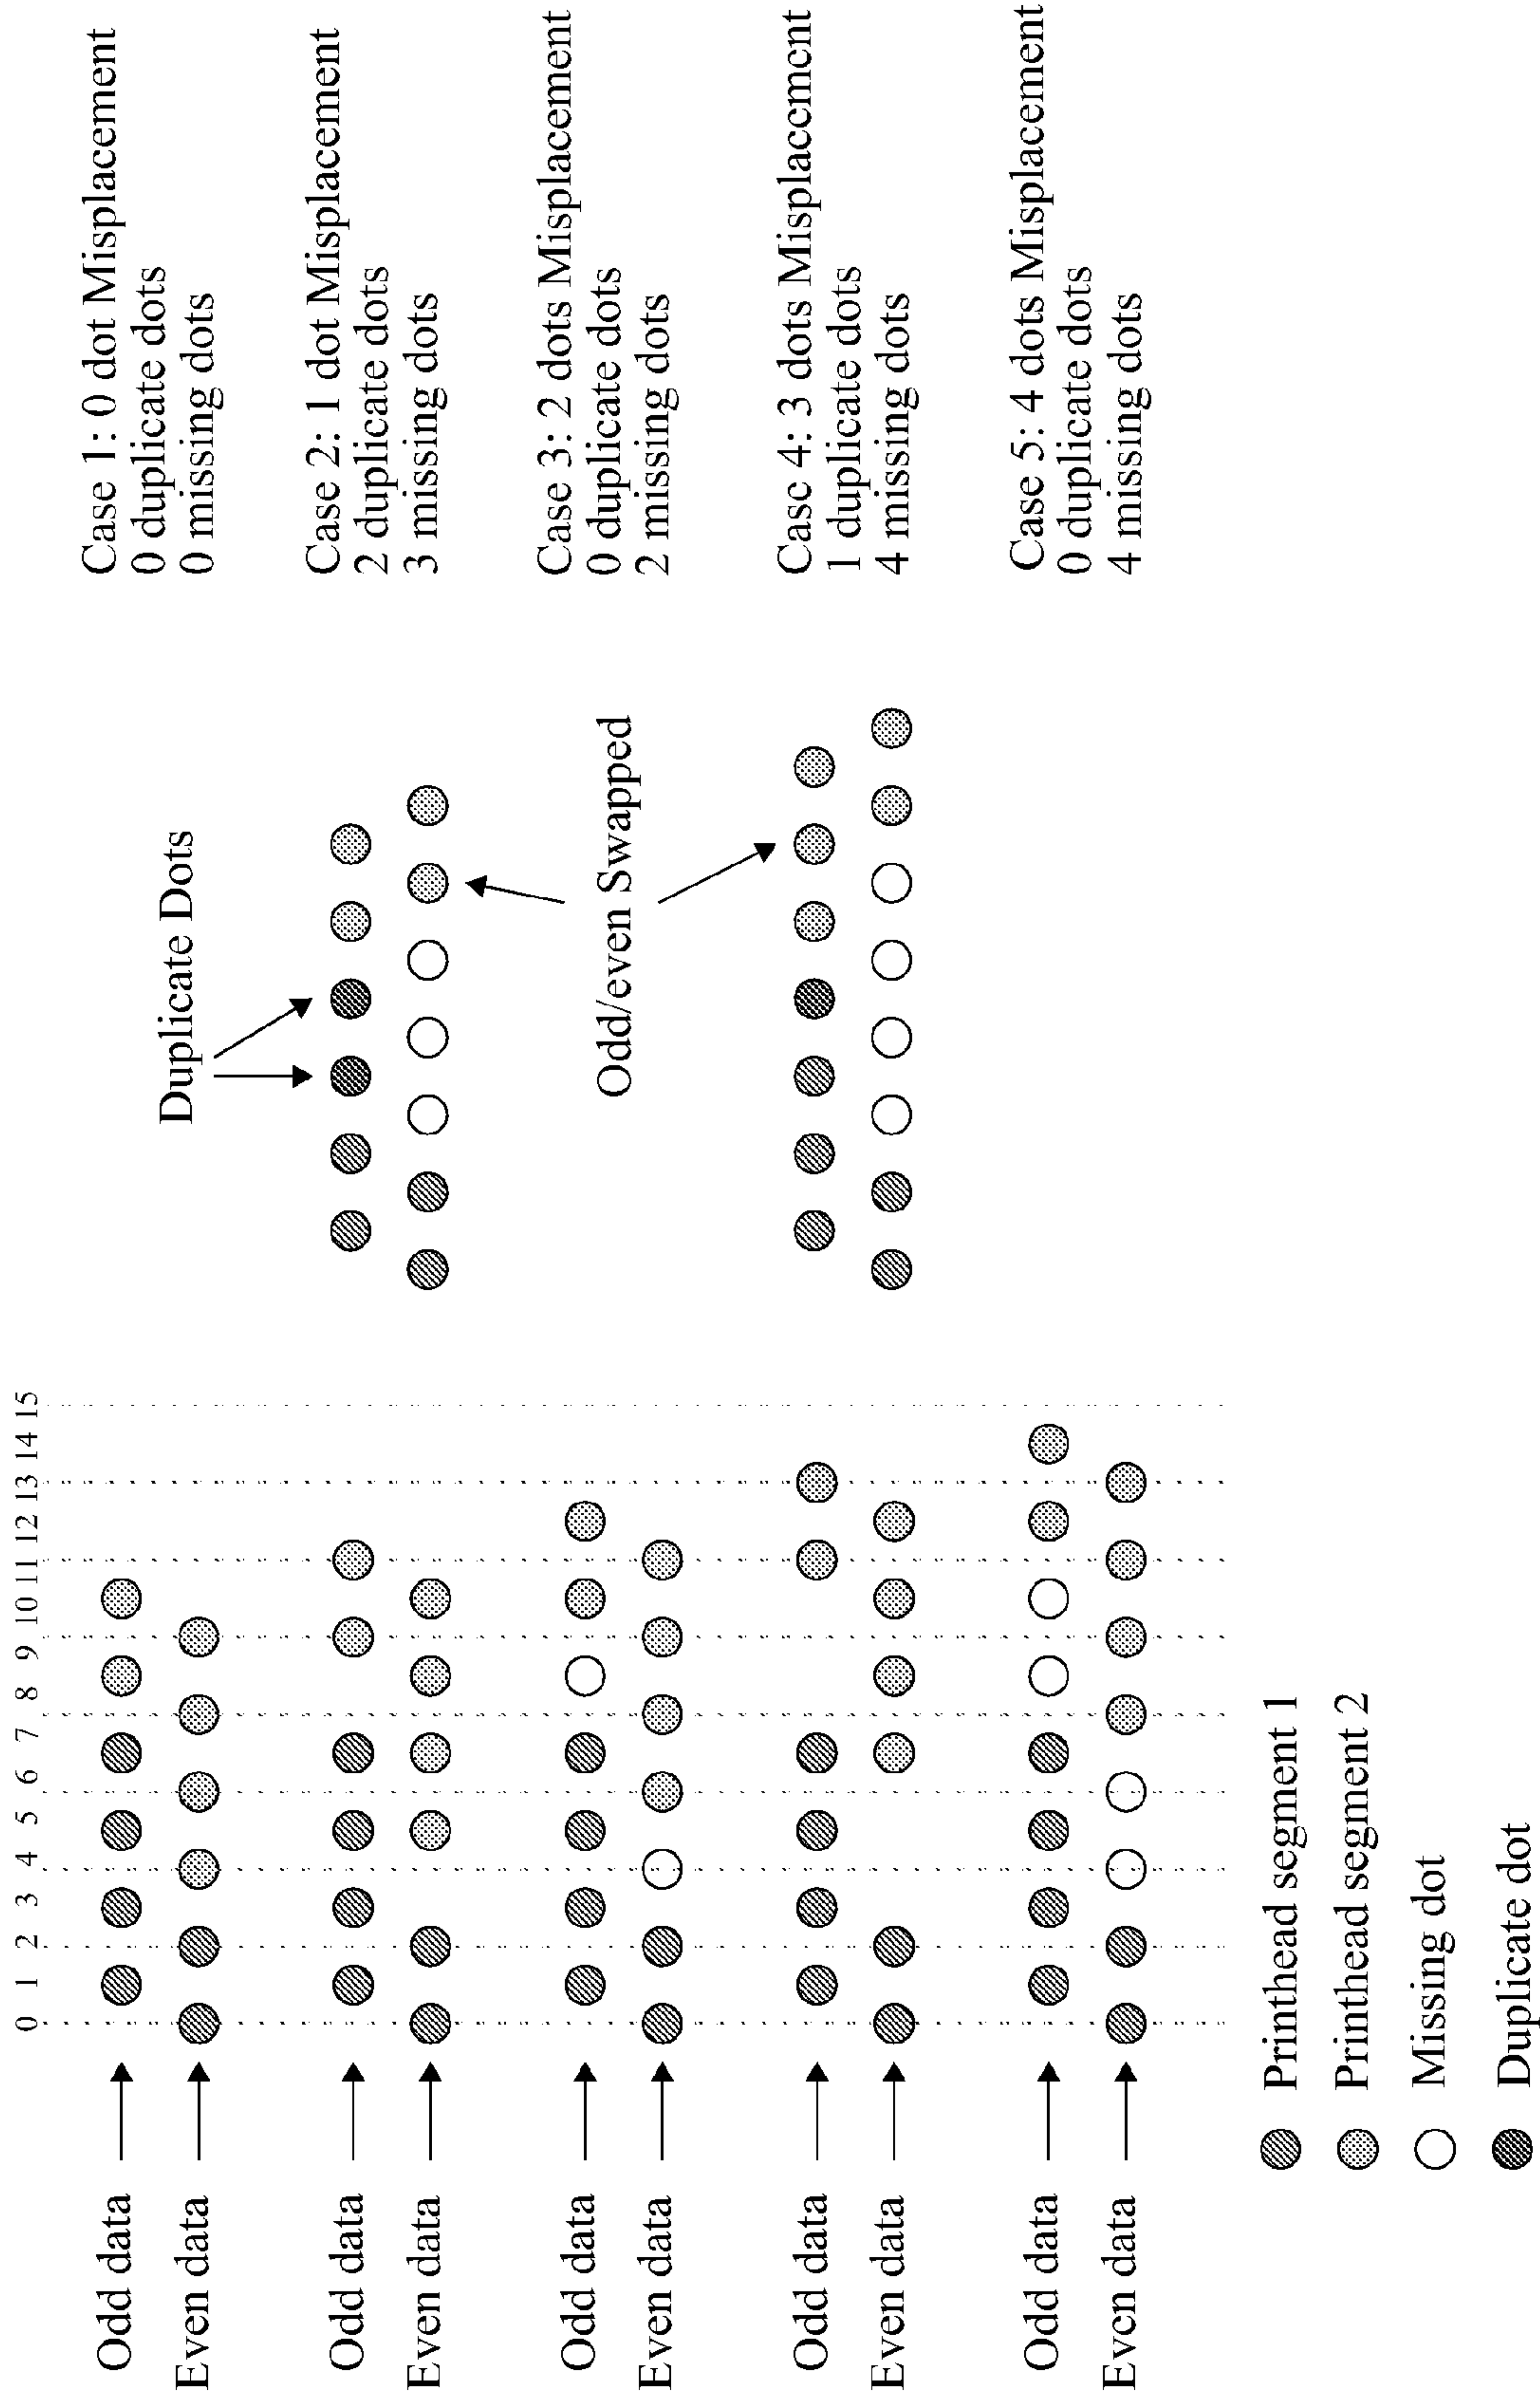 0 1 2 3 4 5 6 7 8 9 10 11 12 13 14 15
Odd data
Even data
Case 1: 0 dot Misplacement
0 duplicate dots
0 missing dots
Duplicate Dots
Odd data
Even data
Case 2: 1 dot Misplacement
2 duplicate dots
3 missing dots
Odd data
Even data
Odd/even Swapped
Case 3: 2 dots Misplacement
0 duplicate dots
2 missing dots
Odd data
Even data
Case 4: 3 dots Misplacement
1 duplicate dots
4 missing dots
Odd data
Even data
Case 5: 4 dots Misplacement
0 duplicate dots
4 missing dots
Printhead segment 1
Printhead segment 2
Missing dot
Duplicate dot